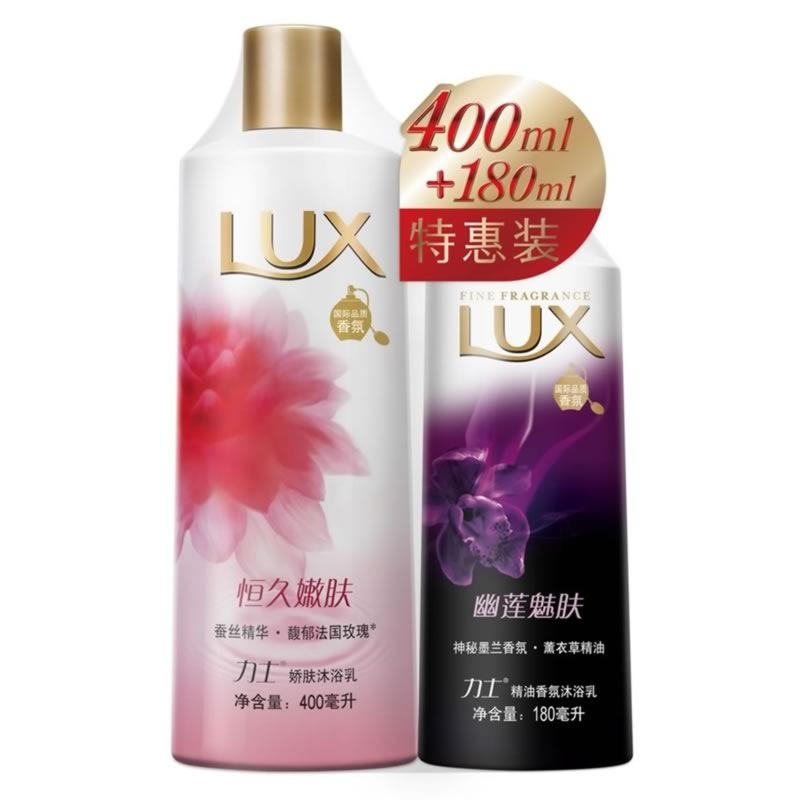 LUX
国际品质
香氛
恒久嫩肤
蚕丝精华·馥郁法国玫瑰*
力士® 娇肤沐浴乳
净含量：400毫升
400ml
+180ml
特惠装
FINE FRAGRANCE
LUX
国际品质
香氛
幽莲魅肤
神秘墨兰香氛·薰衣草精油
力士® 精油香氛沐浴乳
净含量：180毫升